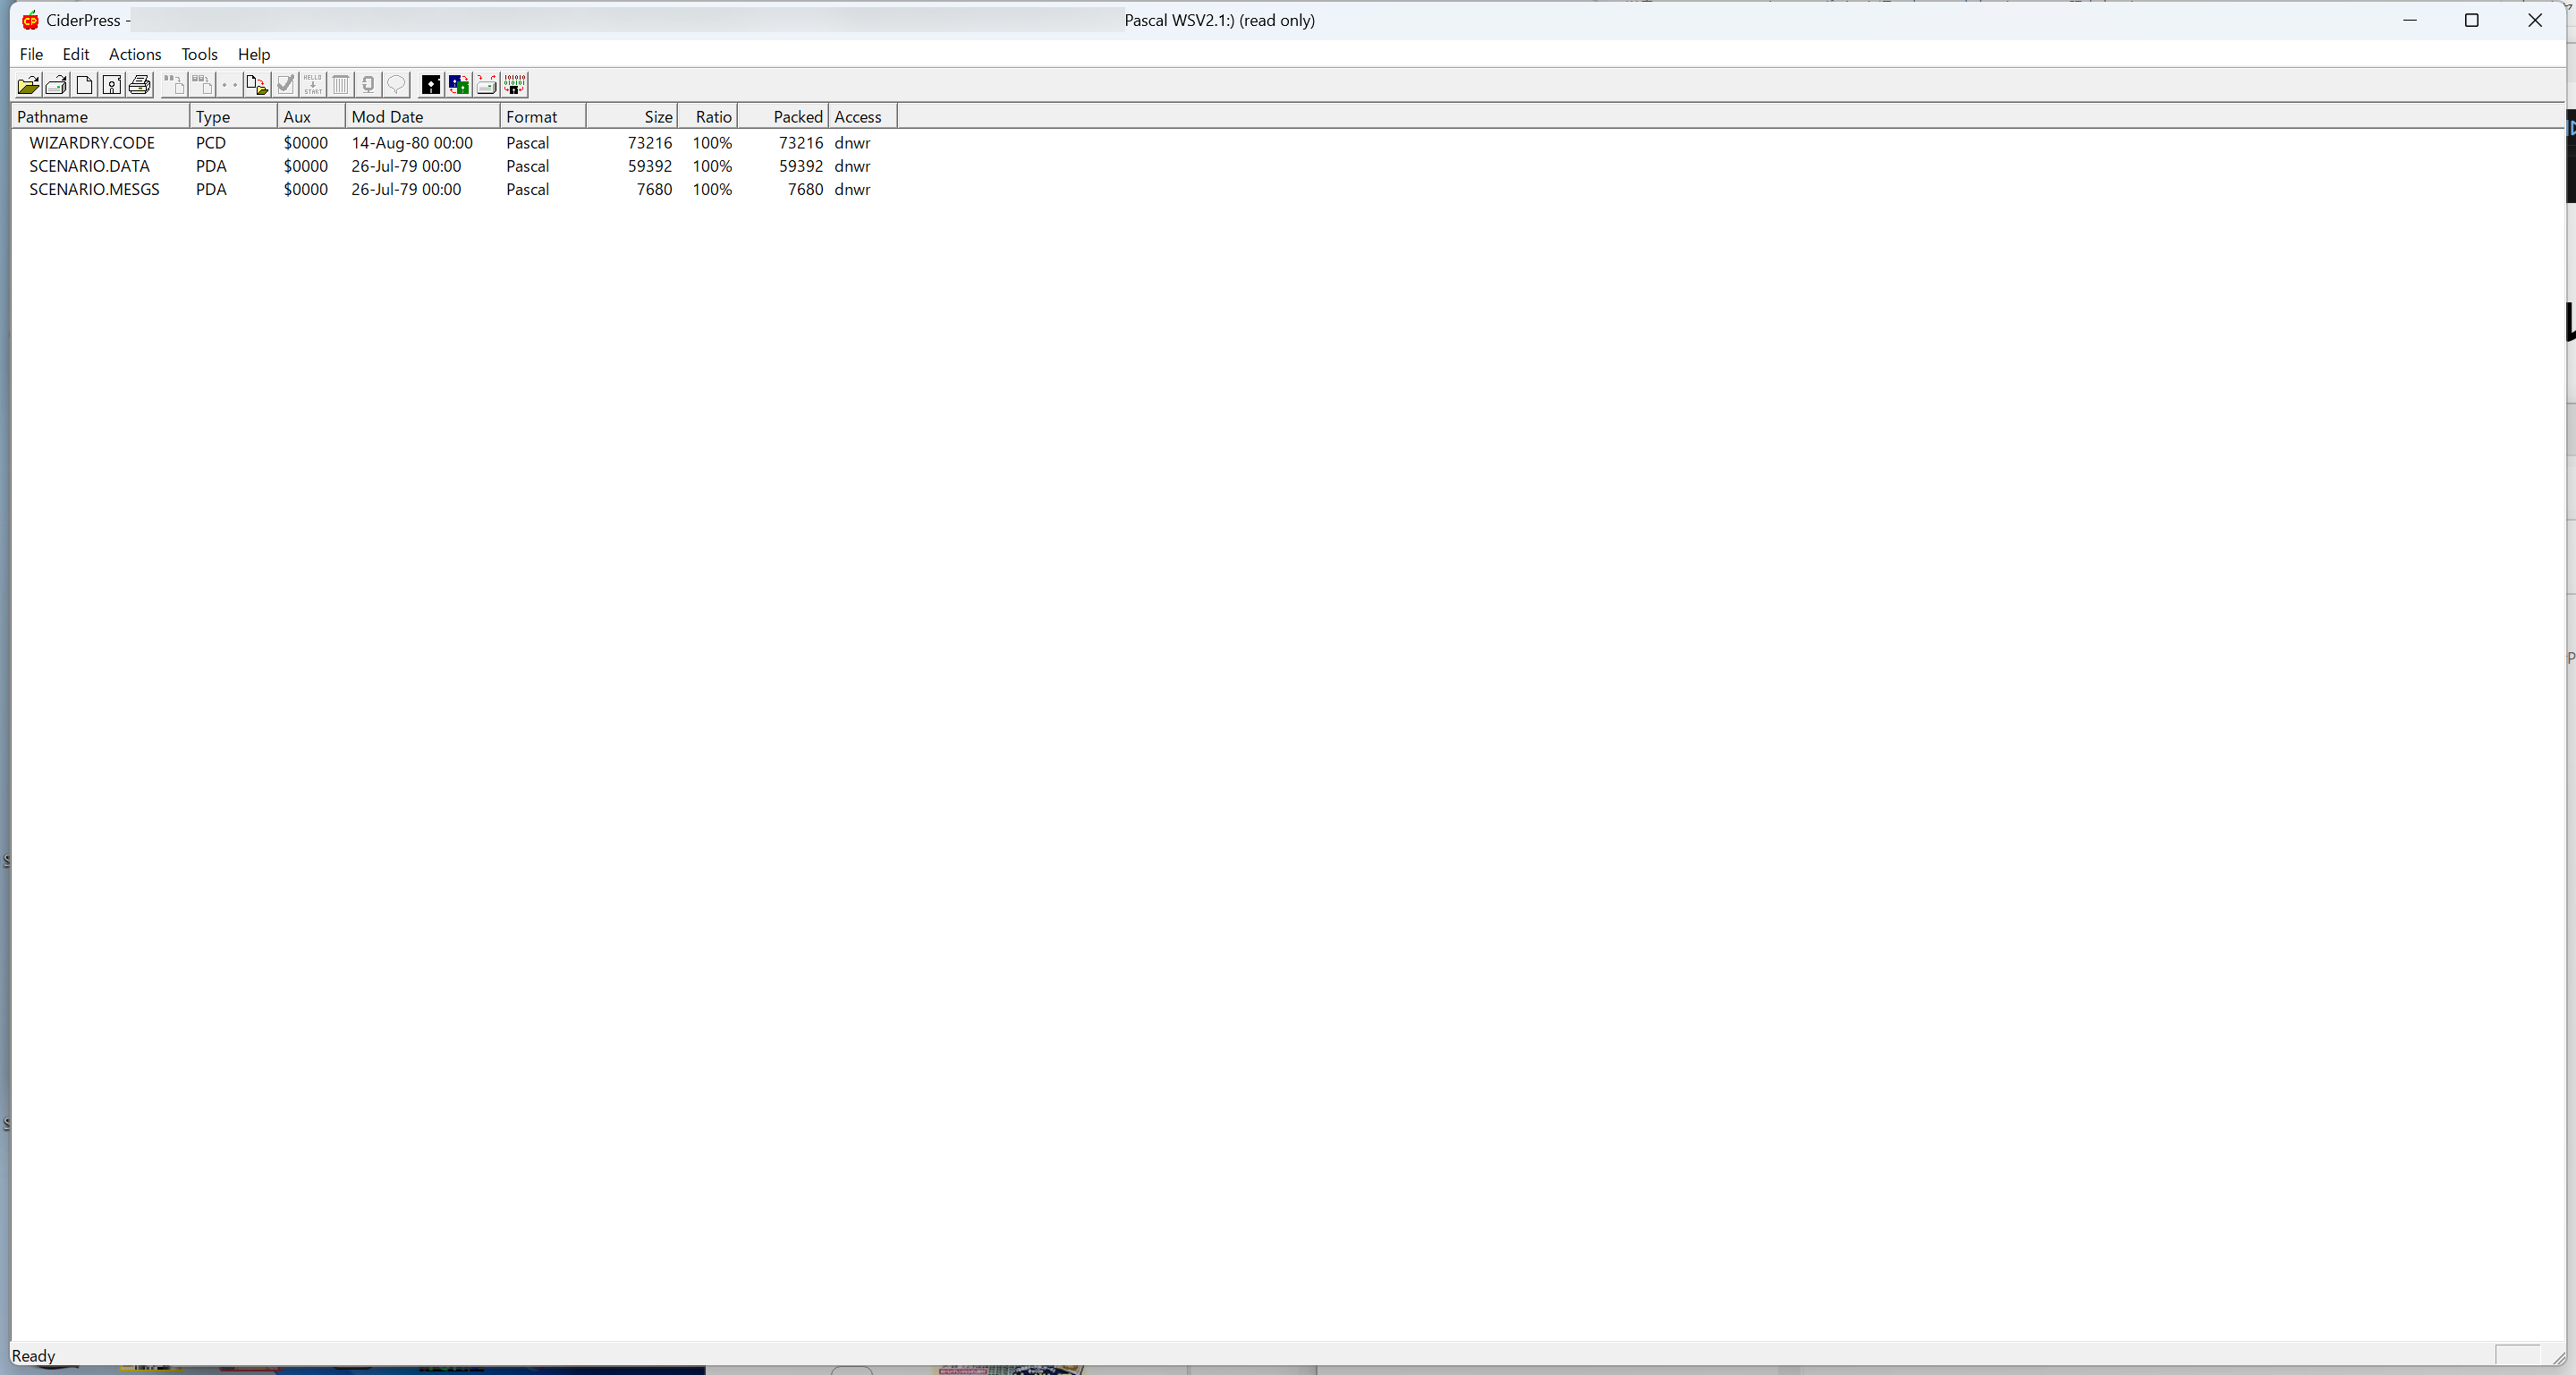 CiderPress - Pascal WSV2.1:) (read only)
File Edit Actions Tools Help
Pathname Type Aux Mod Date Format Size Ratio Packed Access
WIZARDRY.CODE PCD $0000 14-Aug-80 00:00 Pascal 73216 100% 73216 dnwr
SCENARIO.DATA PDA $0000 26-Jul-79 00:00 Pascal 59392 100% 59392 dnwr
SCENARIO.MESGS PDA $0000 26-Jul-79 00:00 Pascal 7680 100% 7680 dnwr
Ready